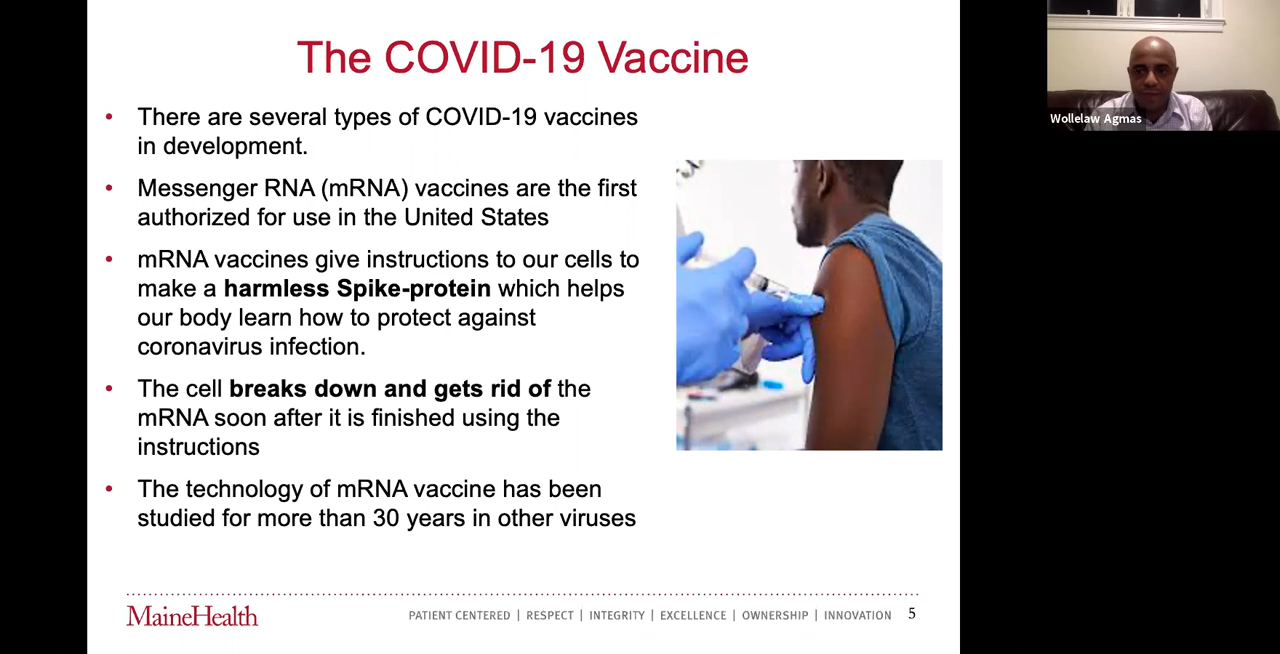 The COVID-19 Vaccine
• There are several types of COVID-19 vaccines
in development.
• Messenger RNA (mRNA) vaccines are the first
authorized for use in the United States
• mRNA vaccines give instructions to our cells to
make a harmless Spike-protein which helps
our body learn how to protect against
coronavirus infection.
• The cell breaks down and gets rid of the
mRNA soon after it is finished using the
instructions
• The technology of mRNA vaccine has been
studied for more than 30 years in other viruses
MaineHealth
PATIENT CENTERED | RESPECT | INTEGRITY | EXCELLENCE | OWNERSHIP | INNOVATION 5
Wollelaw Agmas